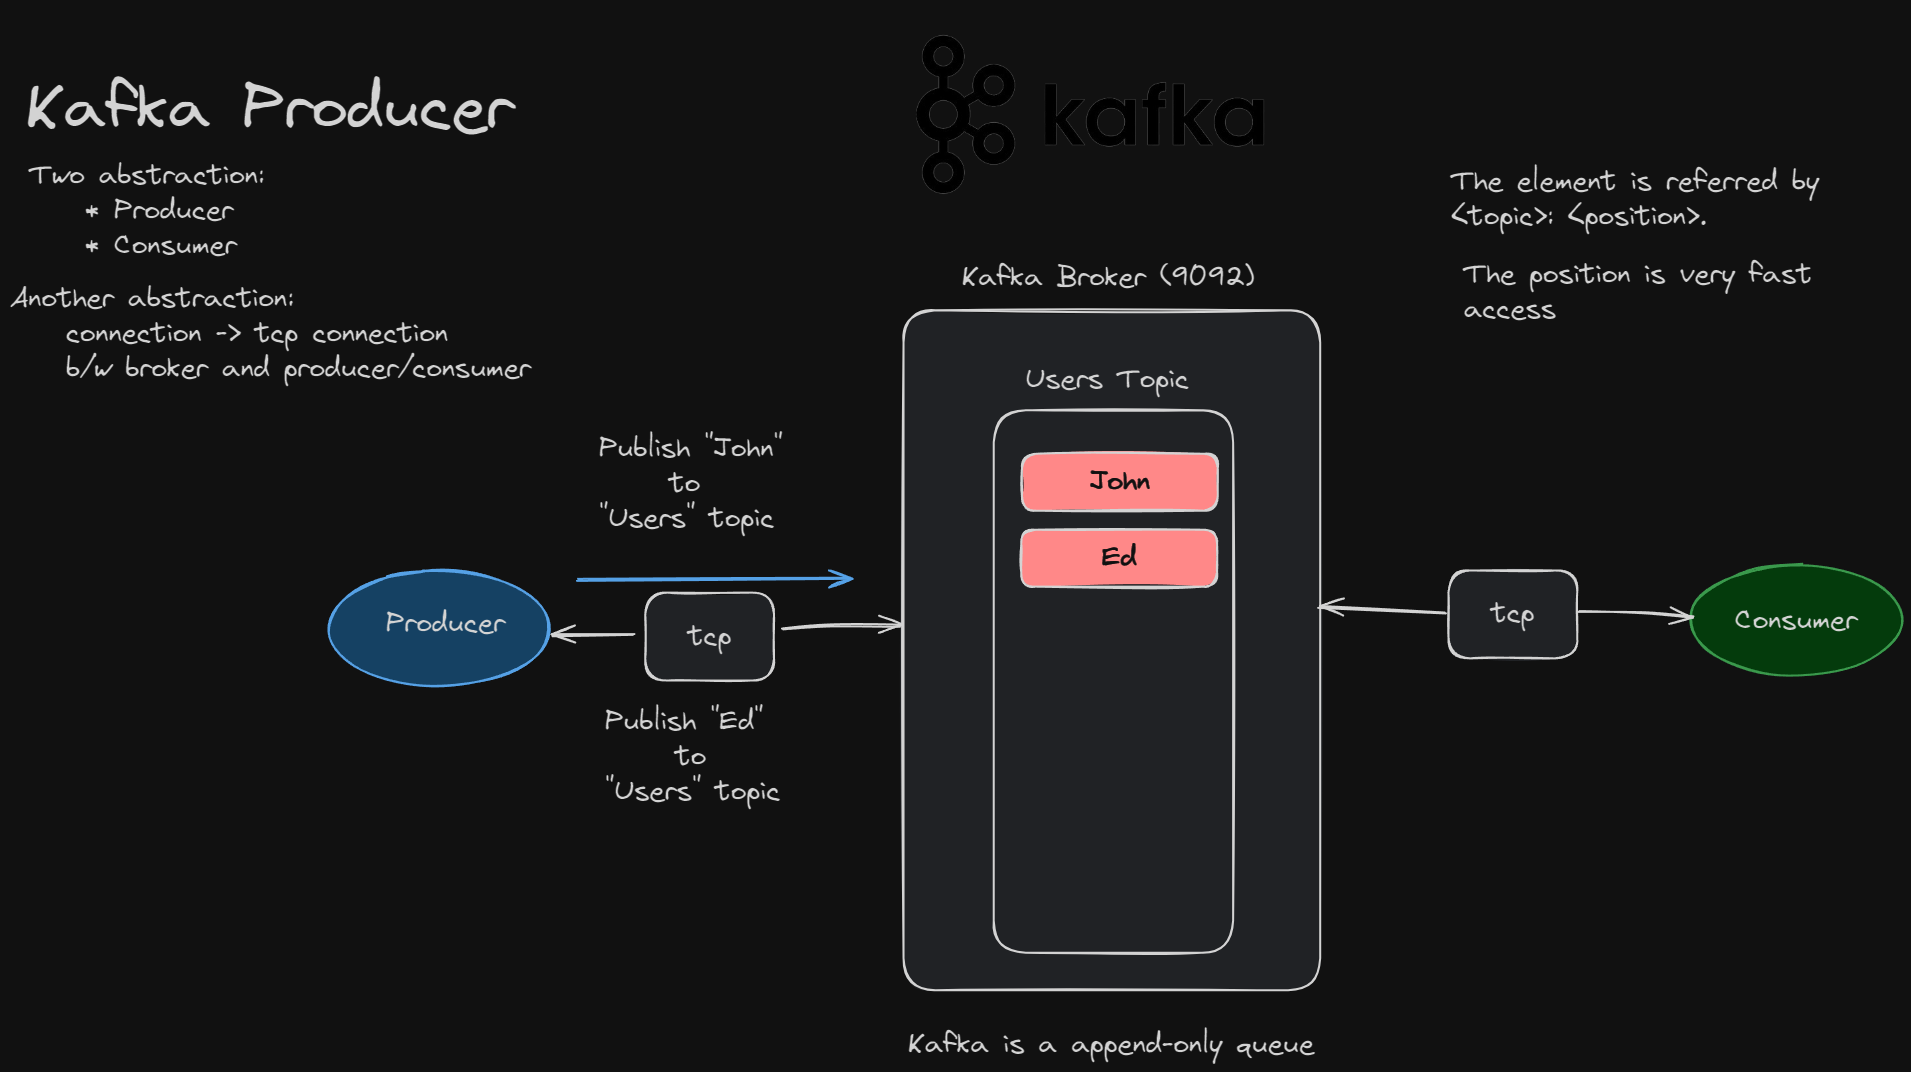 Kafka Producer
Two abstraction:
* Producer
* Consumer
Another abstraction:
connection -> tcp connection
b/w broker and producer/consumer
kafka
The element is referred by
<topic>: <position>.
The position is very fast
access
Kafka Broker (9092)
Users Topic
John
Ed
Publish "John"
to
"Users" topic
Producer
tcp
Publish "Ed"
to
"Users" topic
tcp
Consumer
Kafka is a append-only queue